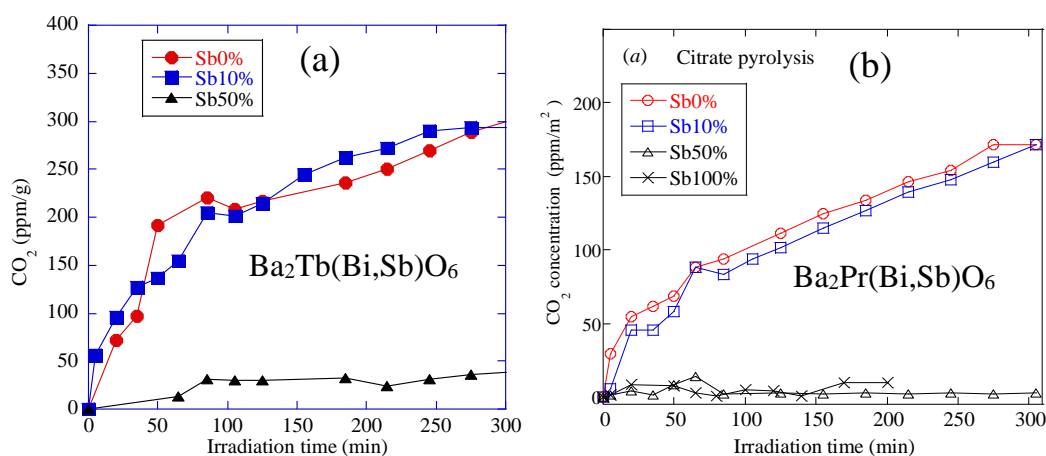 400
350
300
250
200
150
100
50
0
CO2 (ppm/g)
Sb0%
Sb10%
Sb50%
(a)
Ba2Tb(Bi,Sb)O6
0 50 100 150 200 250 300
Irradiation time (min)
200
150
100
50
0
CO2 concentration (ppm/m2)
(a) Citrate pyrolysis
(b)
Sb0%
Sb10%
Sb50%
Sb100%
Ba2Pr(Bi,Sb)O6
0 50 100 150 200 250 300
Irradiation time (min)